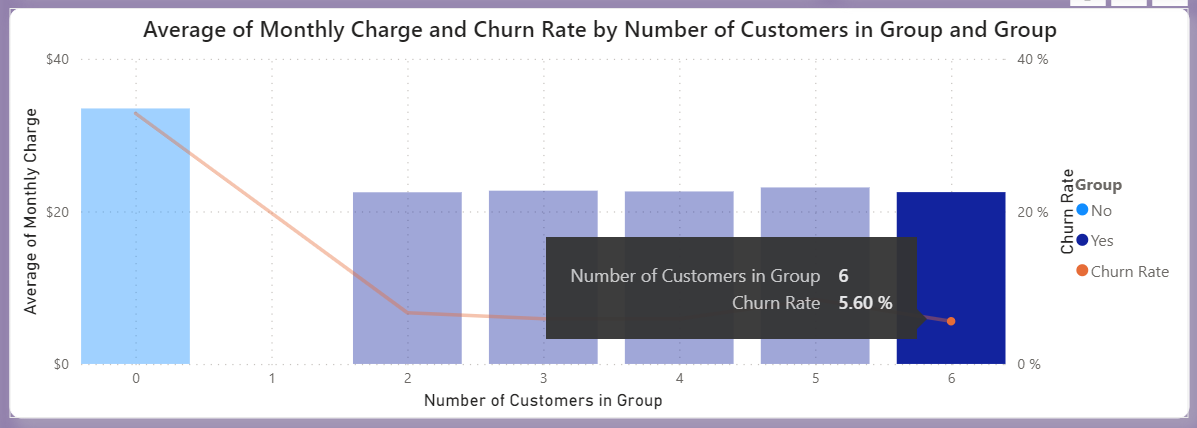 Average of Monthly Charge and Churn Rate by Number of Customers in Group and Group
$40
$20
$0
Average of Monthly Charge
40 %
20 %
0 %
Churn Rate
Group
No
Yes
Churn Rate
Number of Customers in Group 6
Churn Rate 5.60 %
0 1 2 3 4 5 6
Number of Customers in Group